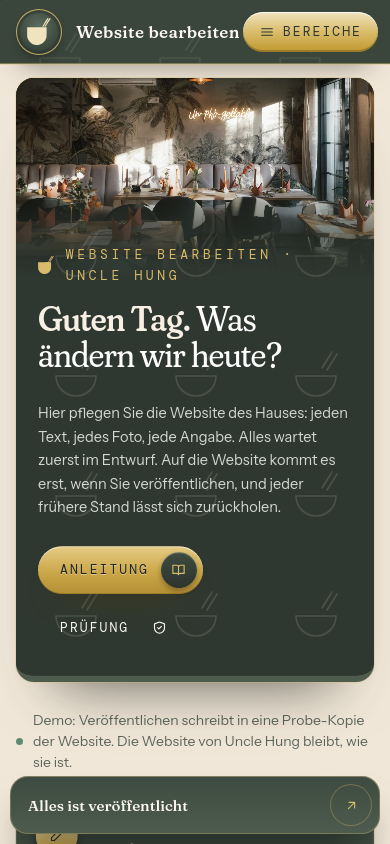 Website bearbeiten
BEREICHE
WEBSITE BEARBEITEN ·
UNCLE HUNG
Guten Tag. Was
ändern wir heute?
Hier pflegen Sie die Website des Hauses: jeden
Text, jedes Foto, jede Angabe. Alles wartet
zuerst im Entwurf. Auf die Website kommt es
erst, wenn Sie veröffentlichen, und jeder
frühere Stand lässt sich zurückholen.
ANLEITUNG
PRÜFUNG
Demo: Veröffentlichen schreibt in eine Probe-Kopie
der Website. Die Website von Uncle Hung bleibt, wie
sie ist.
Alles ist veröffentlicht